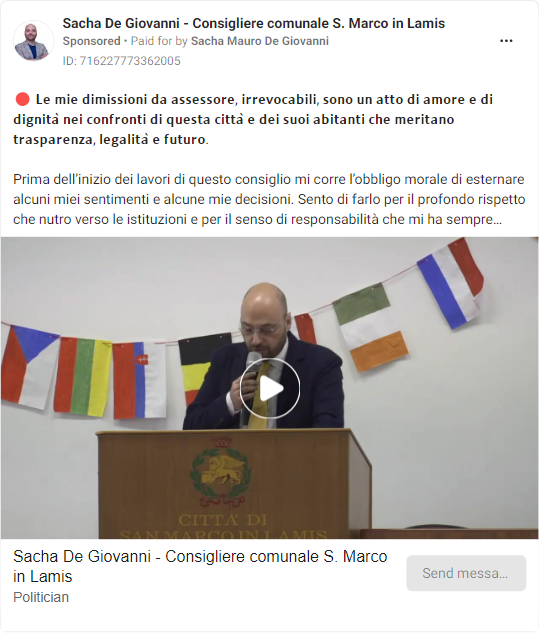 Sacha De Giovanni - Consigliere comunale S. Marco in Lamis
Sponsored • Paid for by Sacha Mauro De Giovanni
ID: 716227773362005
🔴 Le mie dimissioni da assessore, irrevocabili, sono un atto di amore e di
dignità nei confronti di questa città e dei suoi abitanti che meritano
trasparenza, legalità e futuro.
Prima dell'inizio dei lavori di questo consiglio mi corre l'obbligo morale di esternare
alcuni miei sentimenti e alcune mie decisioni. Sento di farlo per il profondo rispetto
che nutro verso le istituzioni e per il senso di responsabilità che mi ha sempre...
CITTA' DI
SAN MARCO IN LAMIS
Sacha De Giovanni - Consigliere comunale S. Marco
in Lamis
Politician
Send messa...